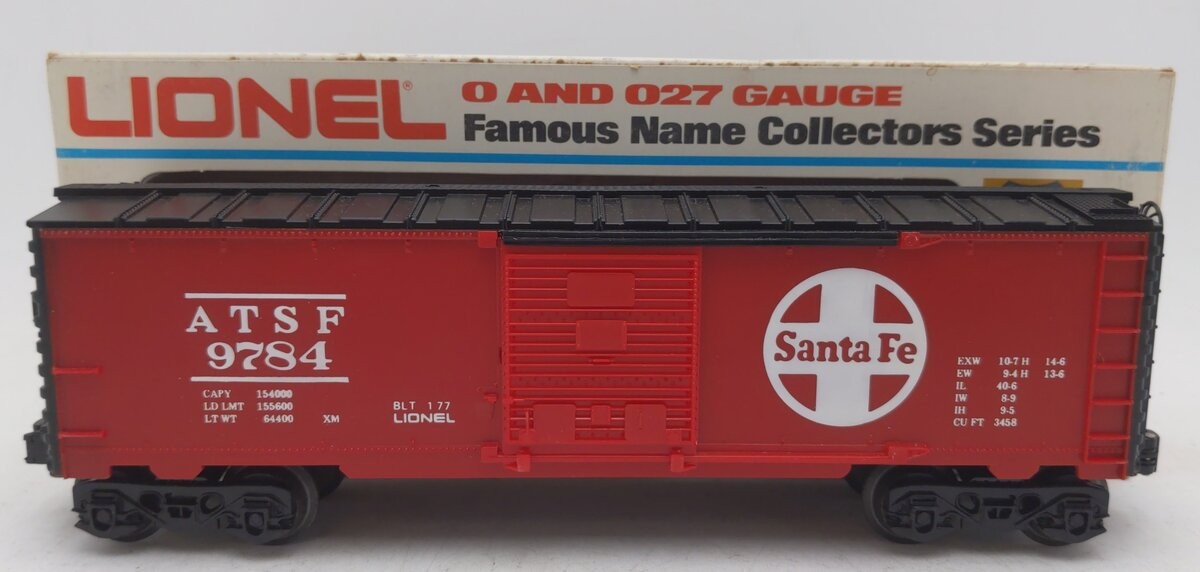 LIONEL®
O AND O27 GAUGE
Famous Name Collectors Series
ATSF
9784
CAPY 154000
LD LMT 155600
LT WT 64400 XM
BLT 1 77
LIONEL
Santa Fe
EXW 10-7 H 14-6
EW 9-4 H 13-6
IL 40-6
IW 8-9
IH 9-5
CU FT 3458